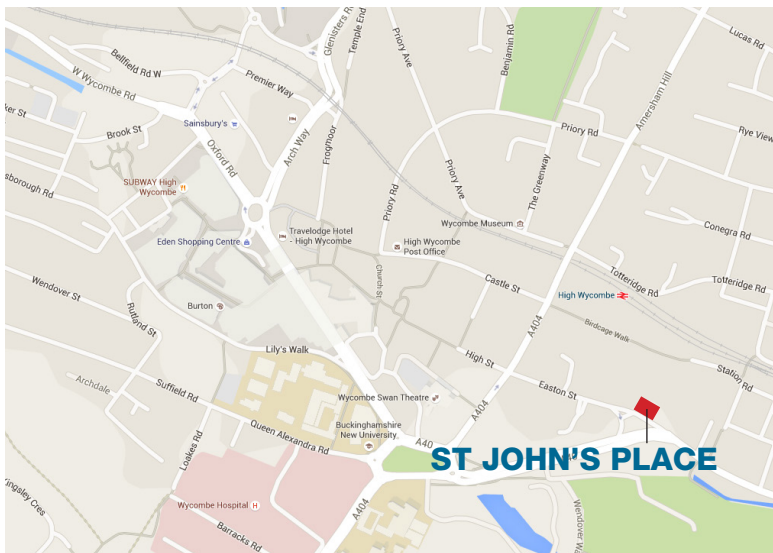 Glenisters Rd
Temple End
Priory Ave
Benjamin Rd
Lucas Rd
Bellfield Rd W
W Wycombe Rd
Premier Way
Amersham Hill
Sainsbury's
Arch Way
Frogmoor
Priory Rd
Rye View
Brook St
Oxford Rd
Priory Rd
Priory Ave
The Greenway
SUBWAY High
Wycombe
Wycombe Museum
Conegra Rd
Eden Shopping Centre
Travelodge Hotel
- High Wycombe
High Wycombe
Post Office
Church St
Castle St
Totteridge Rd
Totteridge Rd
Wendover St
Rutland St
Burton
High Wycombe
A404
Birdcage Walk
Lily's Walk
High St
Station Rd
Archdale
Suffield Rd
Easton St
Wycombe Swan Theatre
A404
Buckinghamshire
New University
Queen Alexandra Rd
Loakes Rd
A40
A40
ST JOHN'S PLACE
Kingsley Cres
Wycombe Hospital
H
A404
Barracks Rd